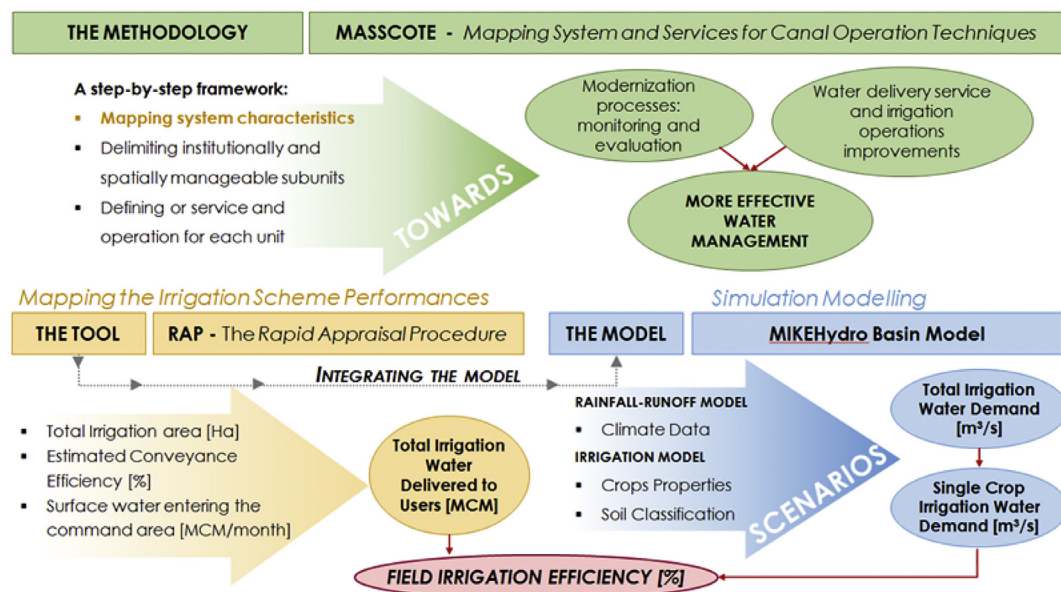 THE METHODOLOGY
MASSCOTE - Mapping System and Services for Canal Operation Techniques
A step-by-step framework:
▪ Mapping system characteristics
▪ Delimiting institutionally and
spatially manageable subunits
▪ Defining or service and
operation for each unit
TOWARDS
Modernization
processes:
monitoring and
evaluation
Water delivery service
and irrigation
operations
improvements
MORE EFFECTIVE
WATER
MANAGEMENT
Mapping the Irrigation Scheme Performances
THE TOOL
RAP - The Rapid Appraisal Procedure
Simulation Modelling
THE MODEL
MIKEHydro Basin Model
INTEGRATING THE MODEL
▪ Total Irrigation area [Ha]
▪ Estimated Conveyance
Efficiency [%]
▪ Surface water entering the
command area [MCM/month]
Total Irrigation
Water
Delivered to
Users [MCM]
RAINFALL-RUNOFF MODEL
▪ Climate Data
IRRIGATION MODEL
▪ Crops Properties
▪ Soil Classification
SCENARIOS
Total Irrigation
Water Demand
[m³/s]
Single Crop
Irrigation Water
Demand [m³/s]
FIELD IRRIGATION EFFICIENCY [%]